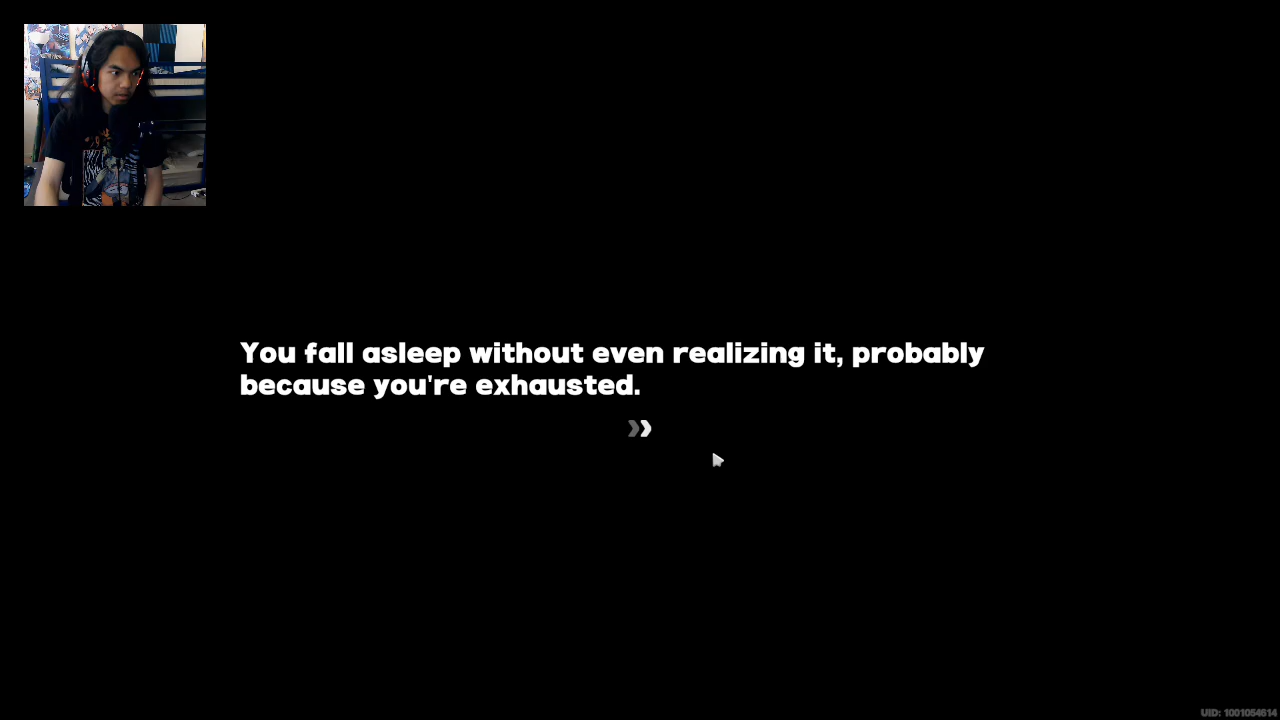 You fall asleep without even realizing it, probably
because you're exhausted.
UID: 1001054614